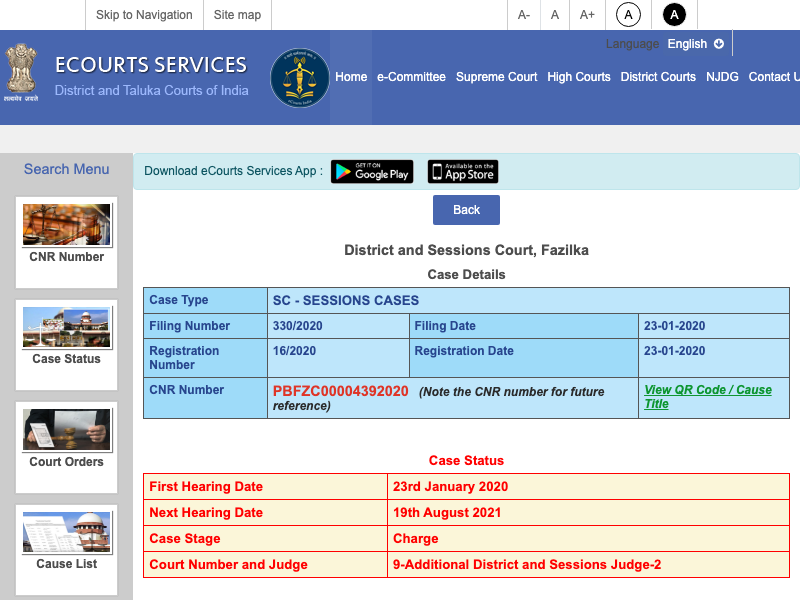 Skip to Navigation Site map A- A A+ A A
Language English
सत्यमेव जयते
ECOURTS SERVICES
District and Taluka Courts of India
Home e-Committee Supreme Court High Courts District Courts NJDG Contact U
Search Menu
CNR Number
Case Status
Court Orders
Cause List
Download eCourts Services App : GET IT ON Google Play Available on the App Store
Back
District and Sessions Court, Fazilka
Case Details
Case Type SC - SESSIONS CASES
Filing Number 330/2020 Filing Date 23-01-2020
Registration Number 16/2020 Registration Date 23-01-2020
CNR Number PBFZC00004392020 (Note the CNR number for future reference) View QR Code / Cause Title
Case Status
First Hearing Date 23rd January 2020
Next Hearing Date 19th August 2021
Case Stage Charge
Court Number and Judge 9-Additional District and Sessions Judge-2